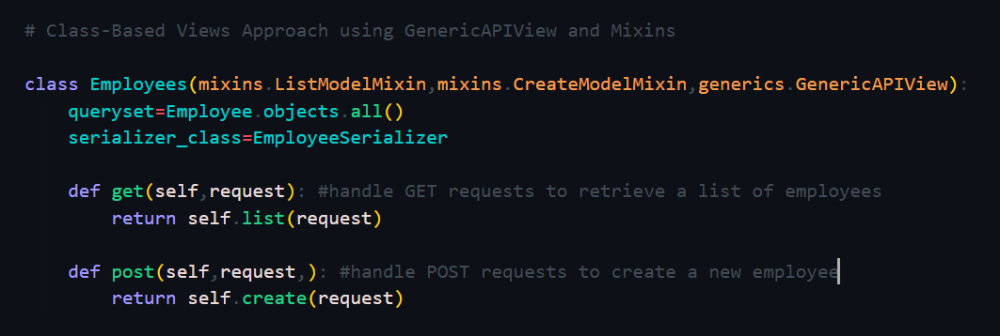 # Class-Based Views Approach using GenericAPIView and Mixins
class Employees(mixins.ListModelMixin,mixins.CreateModelMixin,generics.GenericAPIView):
queryset=Employee.objects.all()
serializer_class=EmployeeSerializer
def get(self,request): #handle GET requests to retrieve a list of employees
return self.list(request)
def post(self,request,): #handle POST requests to create a new employee
return self.create(request)